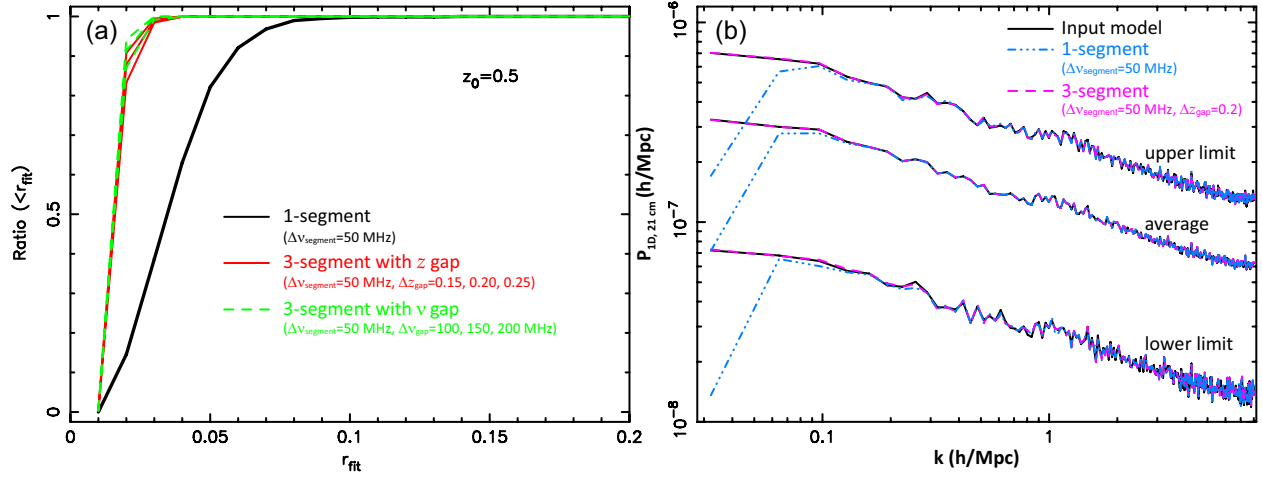 (a)
z₀=0.5
1-segment
(Δνsegment=50 MHz)
3-segment with z gap
(Δνsegment=50 MHz, Δzgap=0.15, 0.20, 0.25)
3-segment with ν gap
(Δνsegment=50 MHz, Δνgap=100, 150, 200 MHz)
Ratio (<rfit)
0
0.5
1
0
0.05
0.1
0.15
0.2
rfit
(b)
Input model
1-segment
(Δνsegment=50 MHz)
3-segment
(Δνsegment=50 MHz, Δzgap=0.2)
upper limit
average
lower limit
P1D, 21 cm (h/Mpc)
10⁻⁶
10⁻⁷
10⁻⁸
0.1
1
k (h/Mpc)